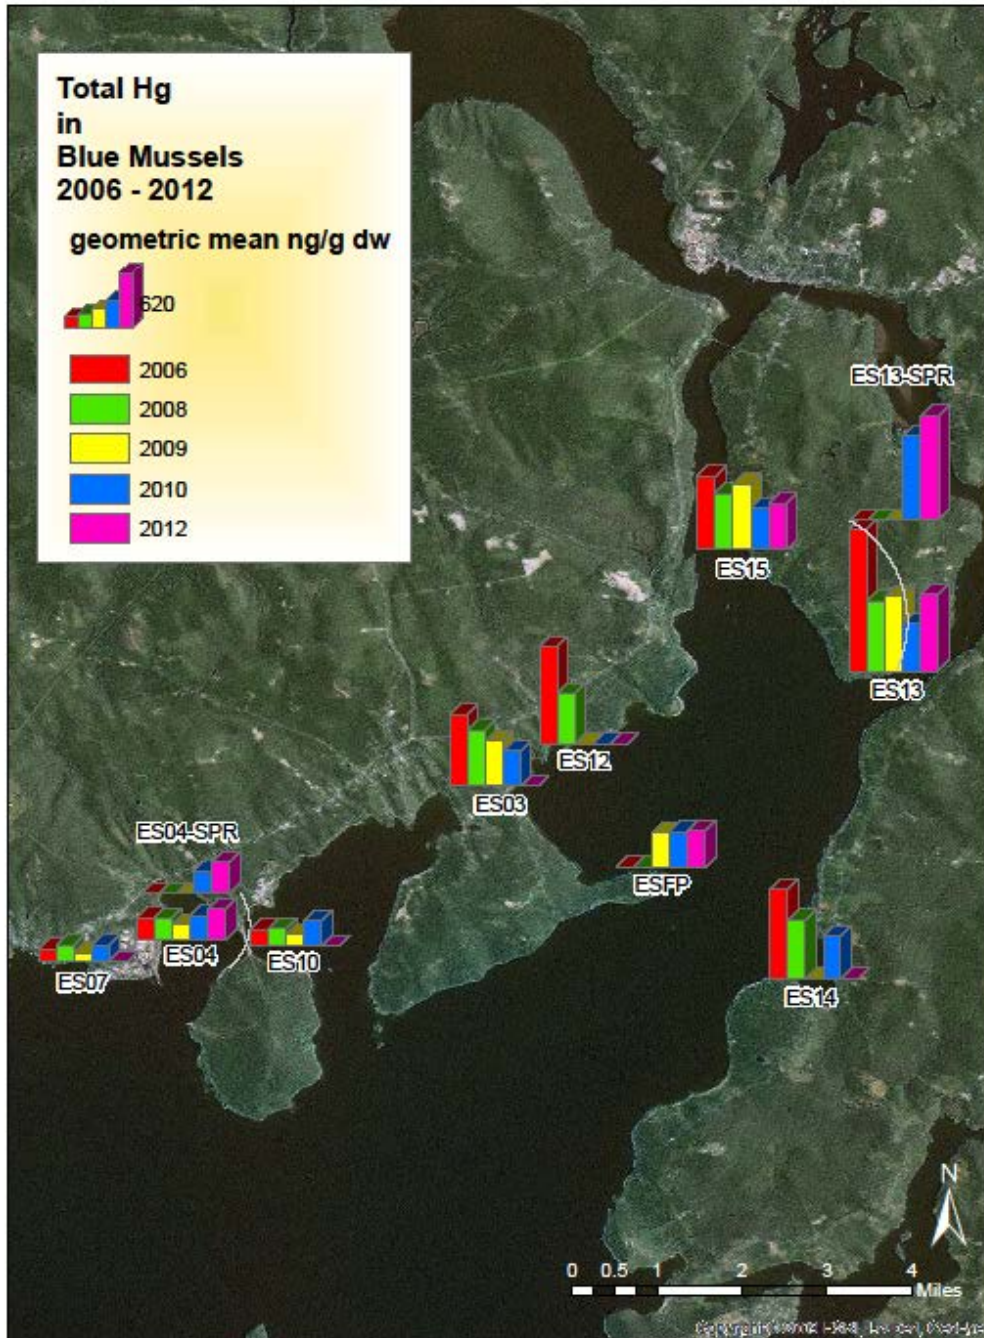 Total Hg
in
Blue Mussels
2006 - 2012
geometric mean ng/g dw
620
2006
2008
2009
2010
2012
ES13-SPR
ES15
ES13
ES12
ES03
ES04-SPR
ESFP
ES04
ES10
ES07
ES14
N
0 0.5 1 2 3 4
Miles